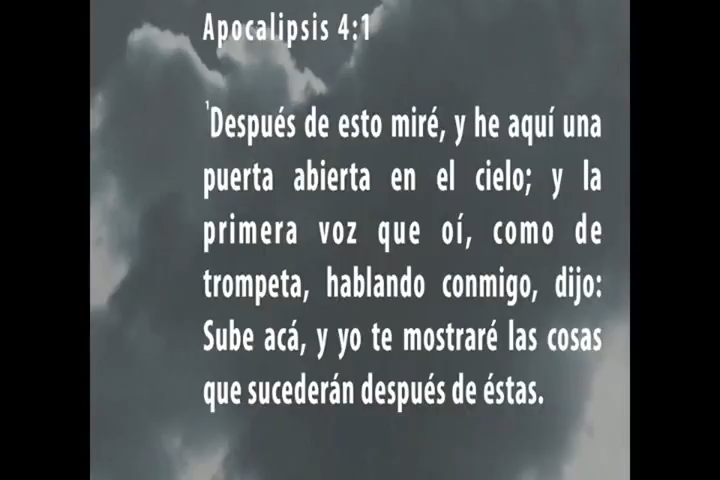 Apocalipsis 4:1
¹Después de esto miré, y he aquí una
puerta abierta en el cielo; y la
primera voz que oí, como de
trompeta, hablando conmigo, dijo:
Sube acá, y yo te mostraré las cosas
que sucederán después de éstas.